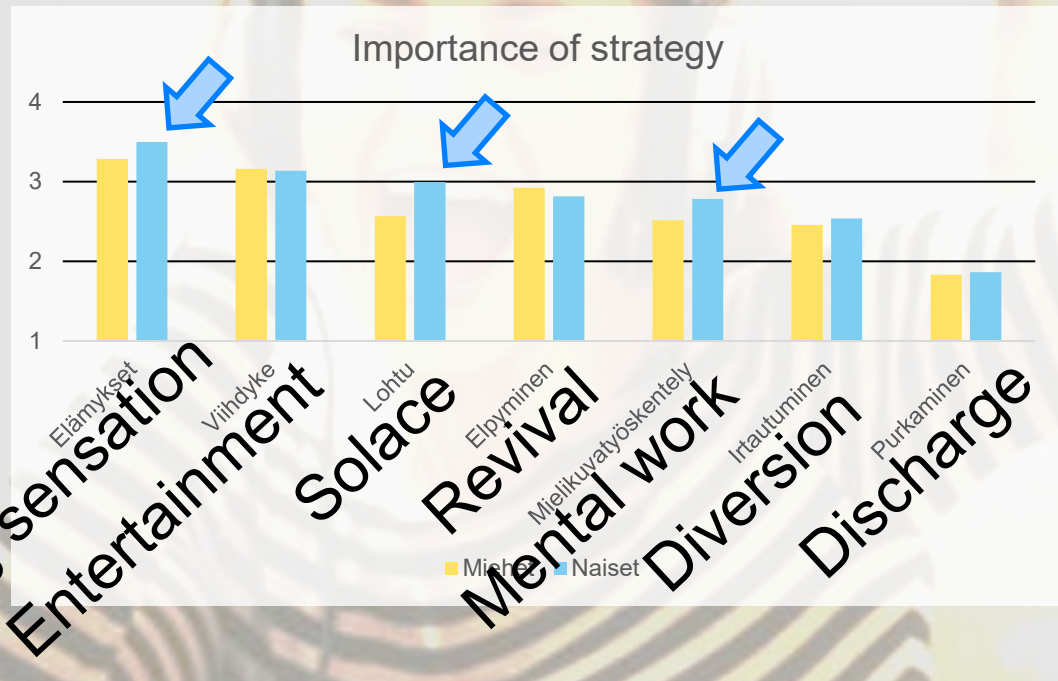 Importance of strategy
4
3
2
1
Elämykset
Viihdyke
Lohtu
Elpyminen
Mielikuvatyöskentely
Irtautuminen
Purkaminen
sensation
Entertainment
Solace
Revival
Mental work
Diversion
Discharge
Miehet Naiset